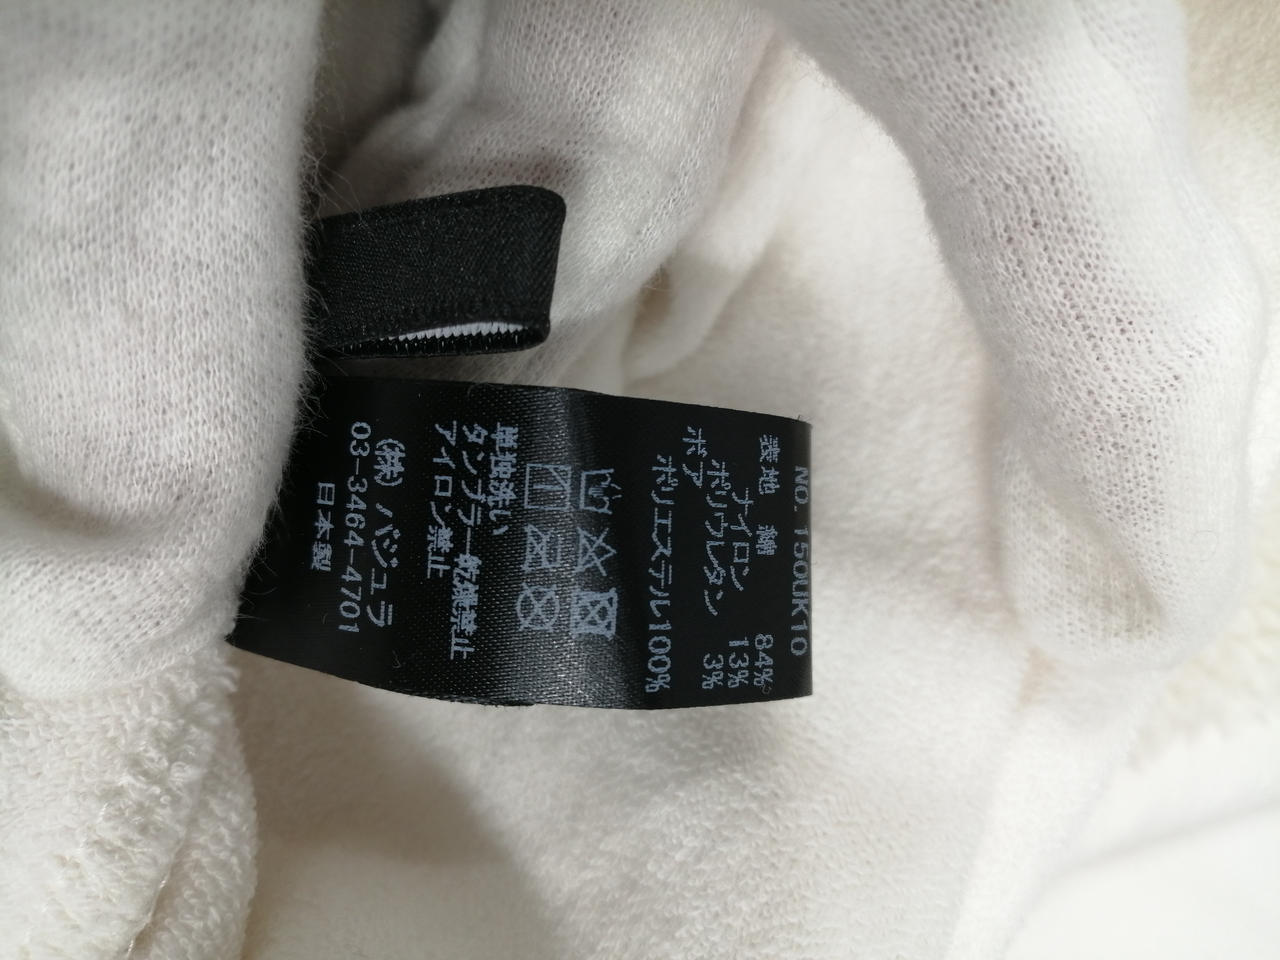 NO. 150UK10
表地 綿 84%
ナイロン 13%
ポリウレタン 3%
ボア
ポリエステル100%
単独洗い
タンブラー乾燥禁止
アイロン禁止
(株) バジュラ
03-3464-4701
日本製